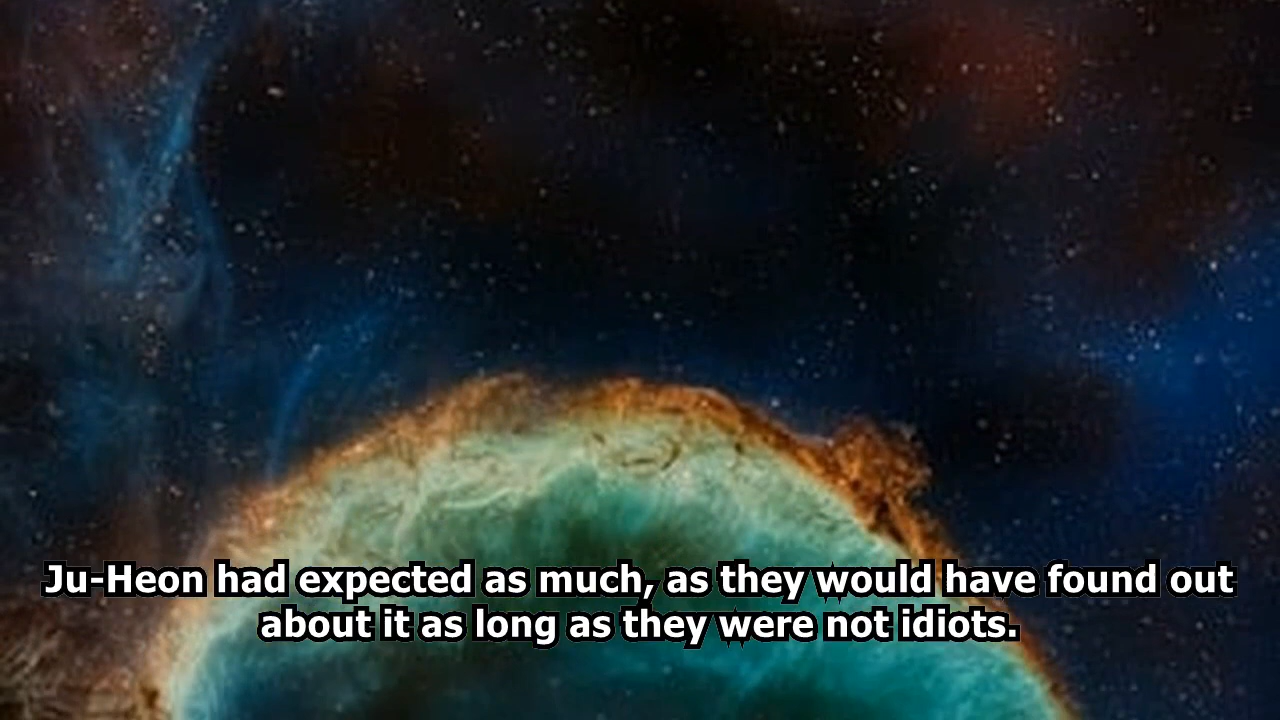 Ju-Heon had expected as much, as they would have found out
about it as long as they were not idiots.